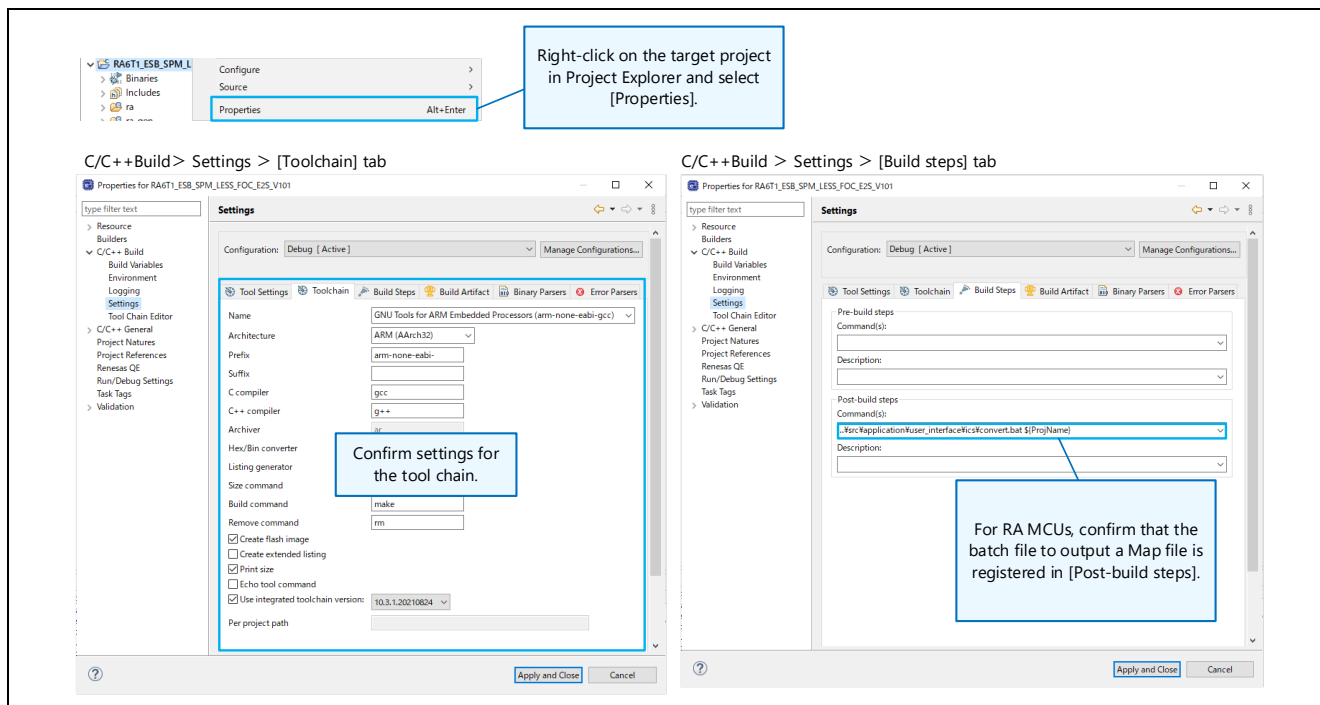 RA6T1_ESB_SPM_L
Binaries
Includes
ra
Configure
Source
Properties Alt+Enter
Right-click on the target project
in Project Explorer and select
[Properties].
C/C++Build> Settings > [Toolchain] tab
Properties for RA6T1_ESB_SPM_LESS_FOC_E2S_V101
type filter text
Resource
Builders
C/C++ Build
Build Variables
Environment
Logging
Settings
Tool Chain Editor
C/C++ General
Project Natures
Project References
Renesas QE
Run/Debug Settings
Task Tags
Validation
Settings
Configuration: Debug [ Active ] Manage Configurations...
Tool Settings Toolchain Build Steps Build Artifact Binary Parsers Error Parsers
Name GNU Tools for ARM Embedded Processors (arm-none-eabi-gcc)
Architecture ARM (AArch32)
Prefix arm-none-eabi-
Suffix
C compiler gcc
C++ compiler g++
Archiver ar
Hex/Bin converter
Listing generator
Size command
Build command make
Remove command rm
Create flash image
Create extended listing
Print size
Echo tool command
Use integrated toolchain version: 10.3.1.20210824
Per project path
Confirm settings for
the tool chain.
Apply and Close Cancel
C/C++Build > Settings > [Build steps] tab
Properties for RA6T1_ESB_SPM_LESS_FOC_E2S_V101
type filter text
Resource
Builders
C/C++ Build
Build Variables
Environment
Logging
Settings
Tool Chain Editor
C/C++ General
Project Natures
Project References
Renesas QE
Run/Debug Settings
Task Tags
Validation
Settings
Configuration: Debug [ Active ] Manage Configurations...
Tool Settings Toolchain Build Steps Build Artifact Binary Parsers Error Parsers
Pre-build steps
Command(s):
Description:
Post-build steps
Command(s):
..¥src¥application¥user_interface¥ics¥convert.bat ${ProjName}
Description:
For RA MCUs, confirm that the
batch file to output a Map file is
registered in [Post-build steps].
Apply and Close Cancel